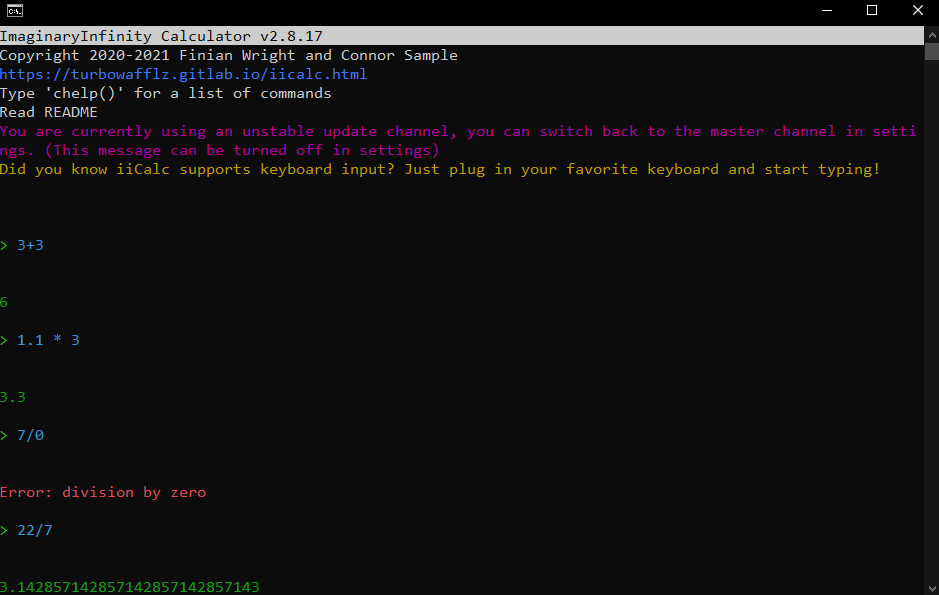 ImaginaryInfinity Calculator v2.8.17
Copyright 2020-2021 Finian Wright and Connor Sample
https://turbowafflz.gitlab.io/iicalc.html
Type 'chelp()' for a list of commands
Read README
You are currently using an unstable update channel, you can switch back to the master channel in setti
ngs. (This message can be turned off in settings)
Did you know iiCalc supports keyboard input? Just plug in your favorite keyboard and start typing!
> 3+3
6
> 1.1 * 3
3.3
> 7/0
Error: division by zero
> 22/7
3.142857142857142857142857143